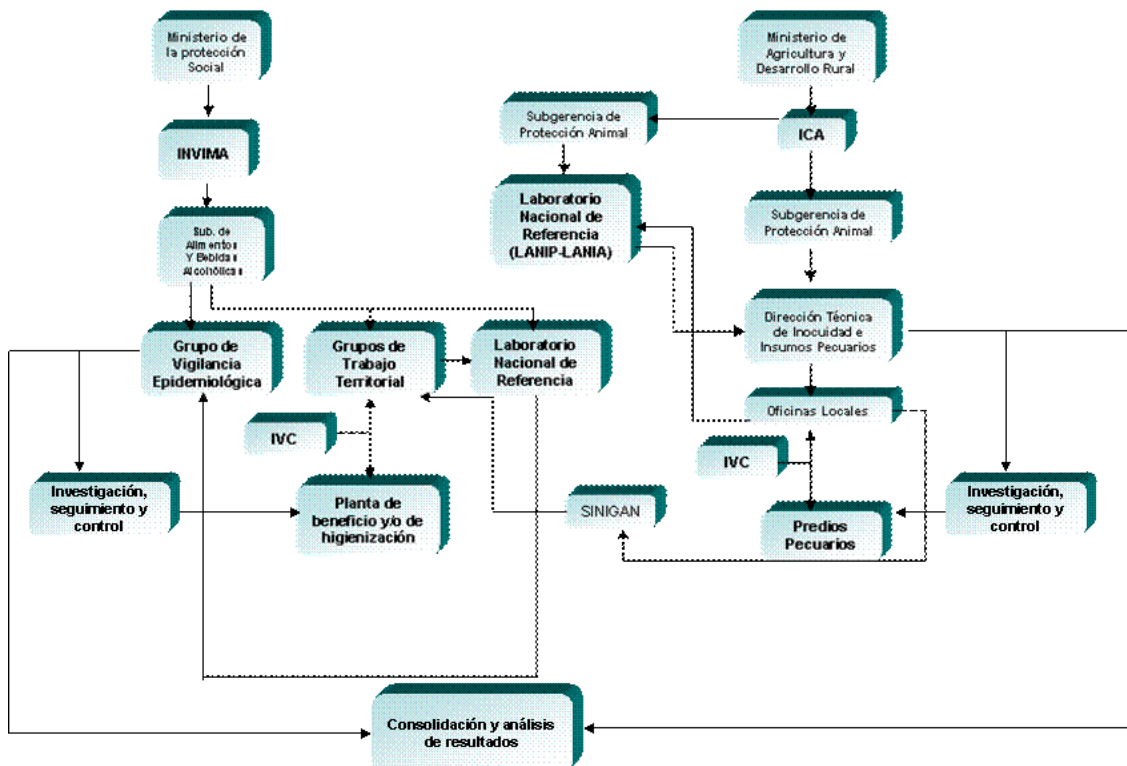 Ministerio de
la protección
Social
Ministerio de
Agricultura y
Desarrollo Rural
Subgerencia de
Protección Animal
ICA
INVIMA
Laboratorio
Nacional de
Referencia
(LANIP-LANIA)
Subgerencia de
Protección Animal
Sub. de
Alimentos
Y Bebidas
Alcohólicas
Dirección Técnica
de Inocuidad e
Insumos Pecuarios
Grupo de
Vigilancia
Epidemiológica
Grupos de
Trabajo
Territorial
Laboratorio
Nacional de
Referencia
Oficinas Locales
IVC
IVC
Investigación,
seguimiento y
control
Planta de
beneficio y/o de
higienización
SINIGAN
Predios
Pecuarios
Investigación,
seguimiento y
control
Consolidación y análisis
de resultados